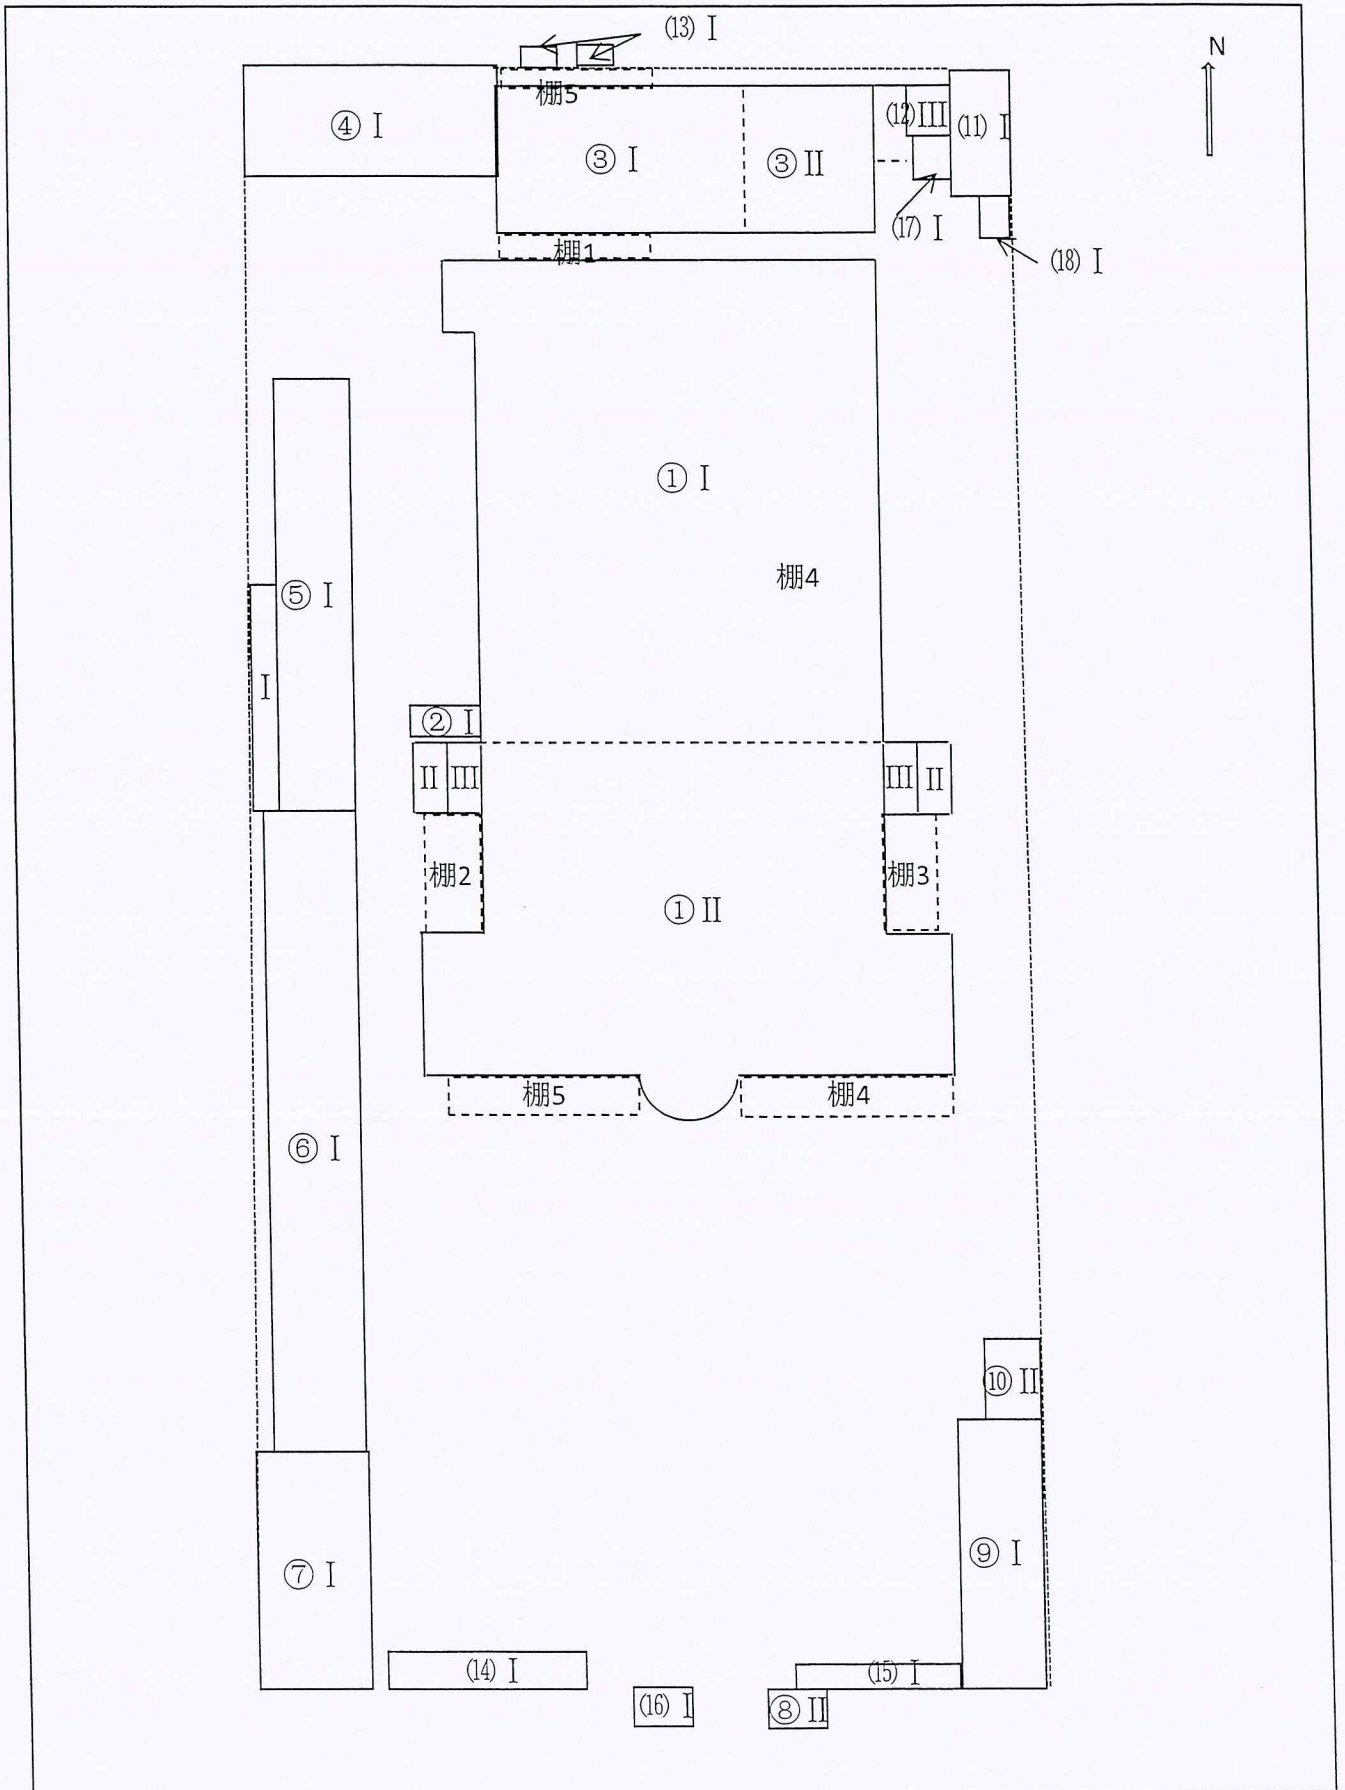 (13) I
N
棚5
④ I
(12) III
(11) I
③ I
③ II
(17) I
棚1
(18) I
① I
棚4
⑤ I
I
② I
II
III
III
II
棚2
棚3
① II
棚5
棚4
⑥ I
⑩ II
⑨ I
⑦ I
(14) I
(15) I
(16) I
⑧ II